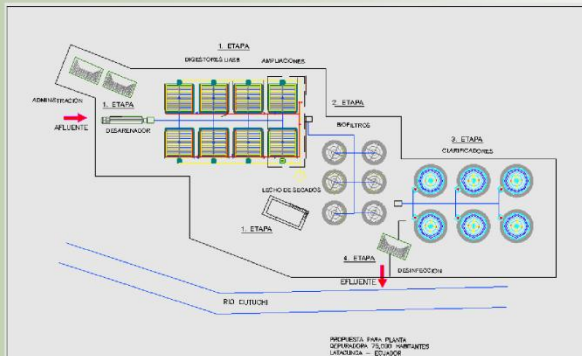 1. ETAPA
DIGESTORES UASB AMPLIACIONES
ADMINISTRACIÓN
1. ETAPA
DESARENADOR
AFLUENTE
2. ETAPA
BIOFILTROS
3. ETAPA
CLARIFICADORES
LECHO DE SECADOS
1. ETAPA
4. ETAPA
DESINFECCION
EFLUENTE
RIO CUTUCHI
PROPUESTA PARA PLANTA
DEPURADORA 75,000 HABITANTES
LATACUNGA - ECUADOR